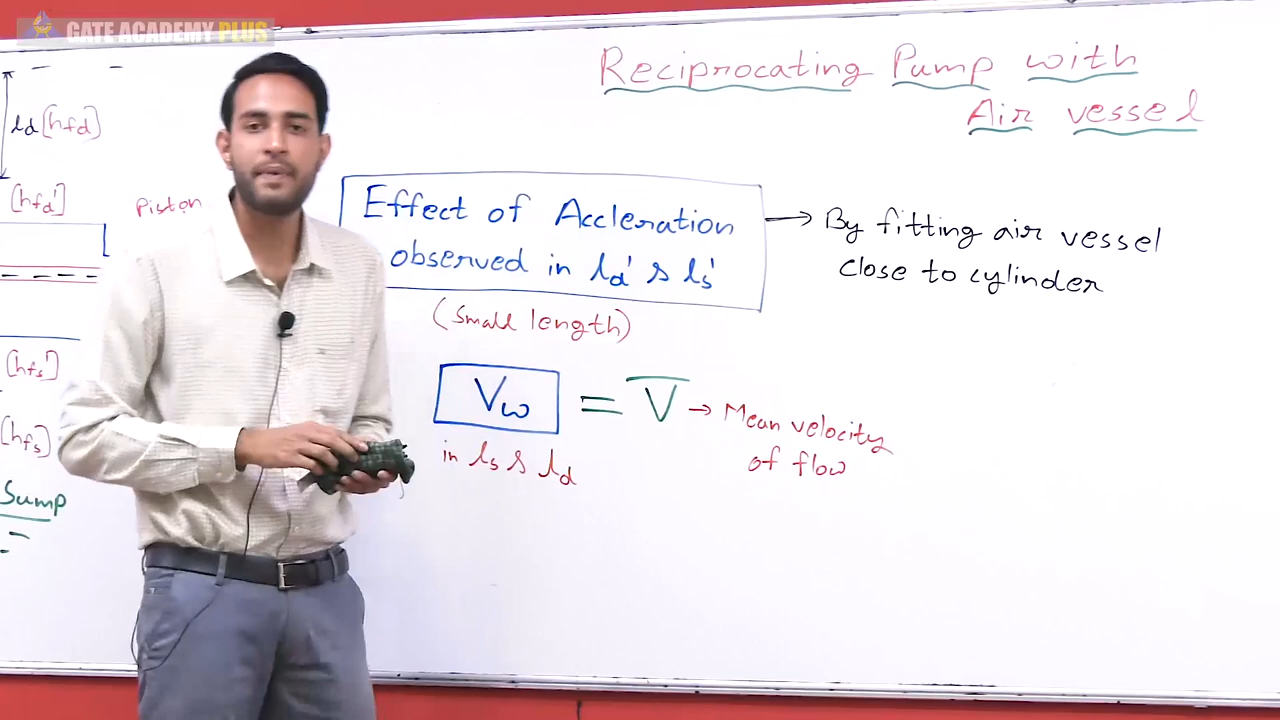 GATE ACADEMY PLUS
Reciprocating Pump with
Air vessel
ld [hfd]
[hfd']
Piston
Effect of Accleration
observed in ld' & ls'
(small length)
→ By fitting air vessel
close to cylinder
Vω = V̅ → Mean velocity
of flow
in ls & ld
[hfs']
[hfs]
Sump